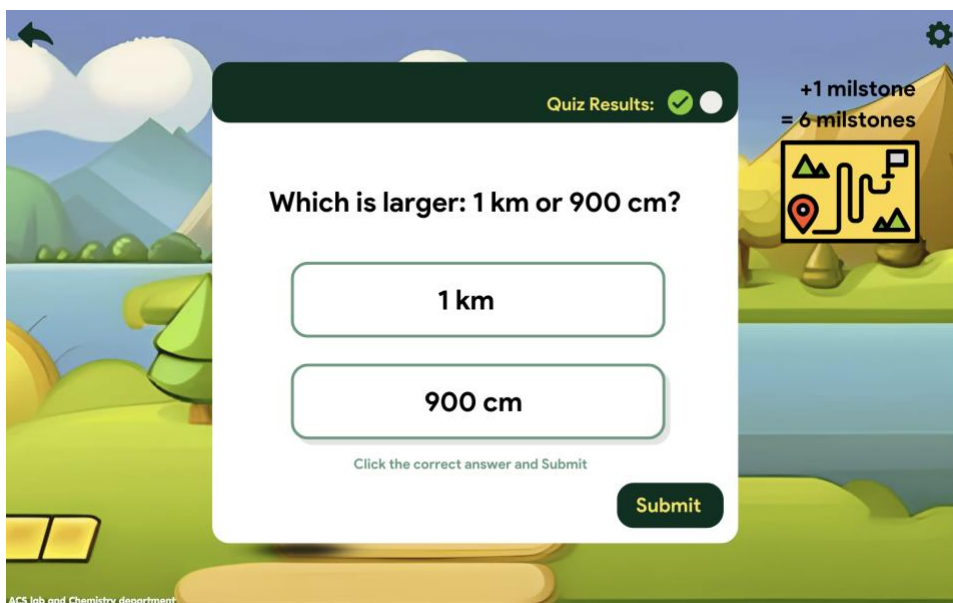 Quiz Results:
+1 milstone
= 6 milstones
Which is larger: 1 km or 900 cm?
1 km
900 cm
Click the correct answer and Submit
Submit
ACS lab and Chemistry department